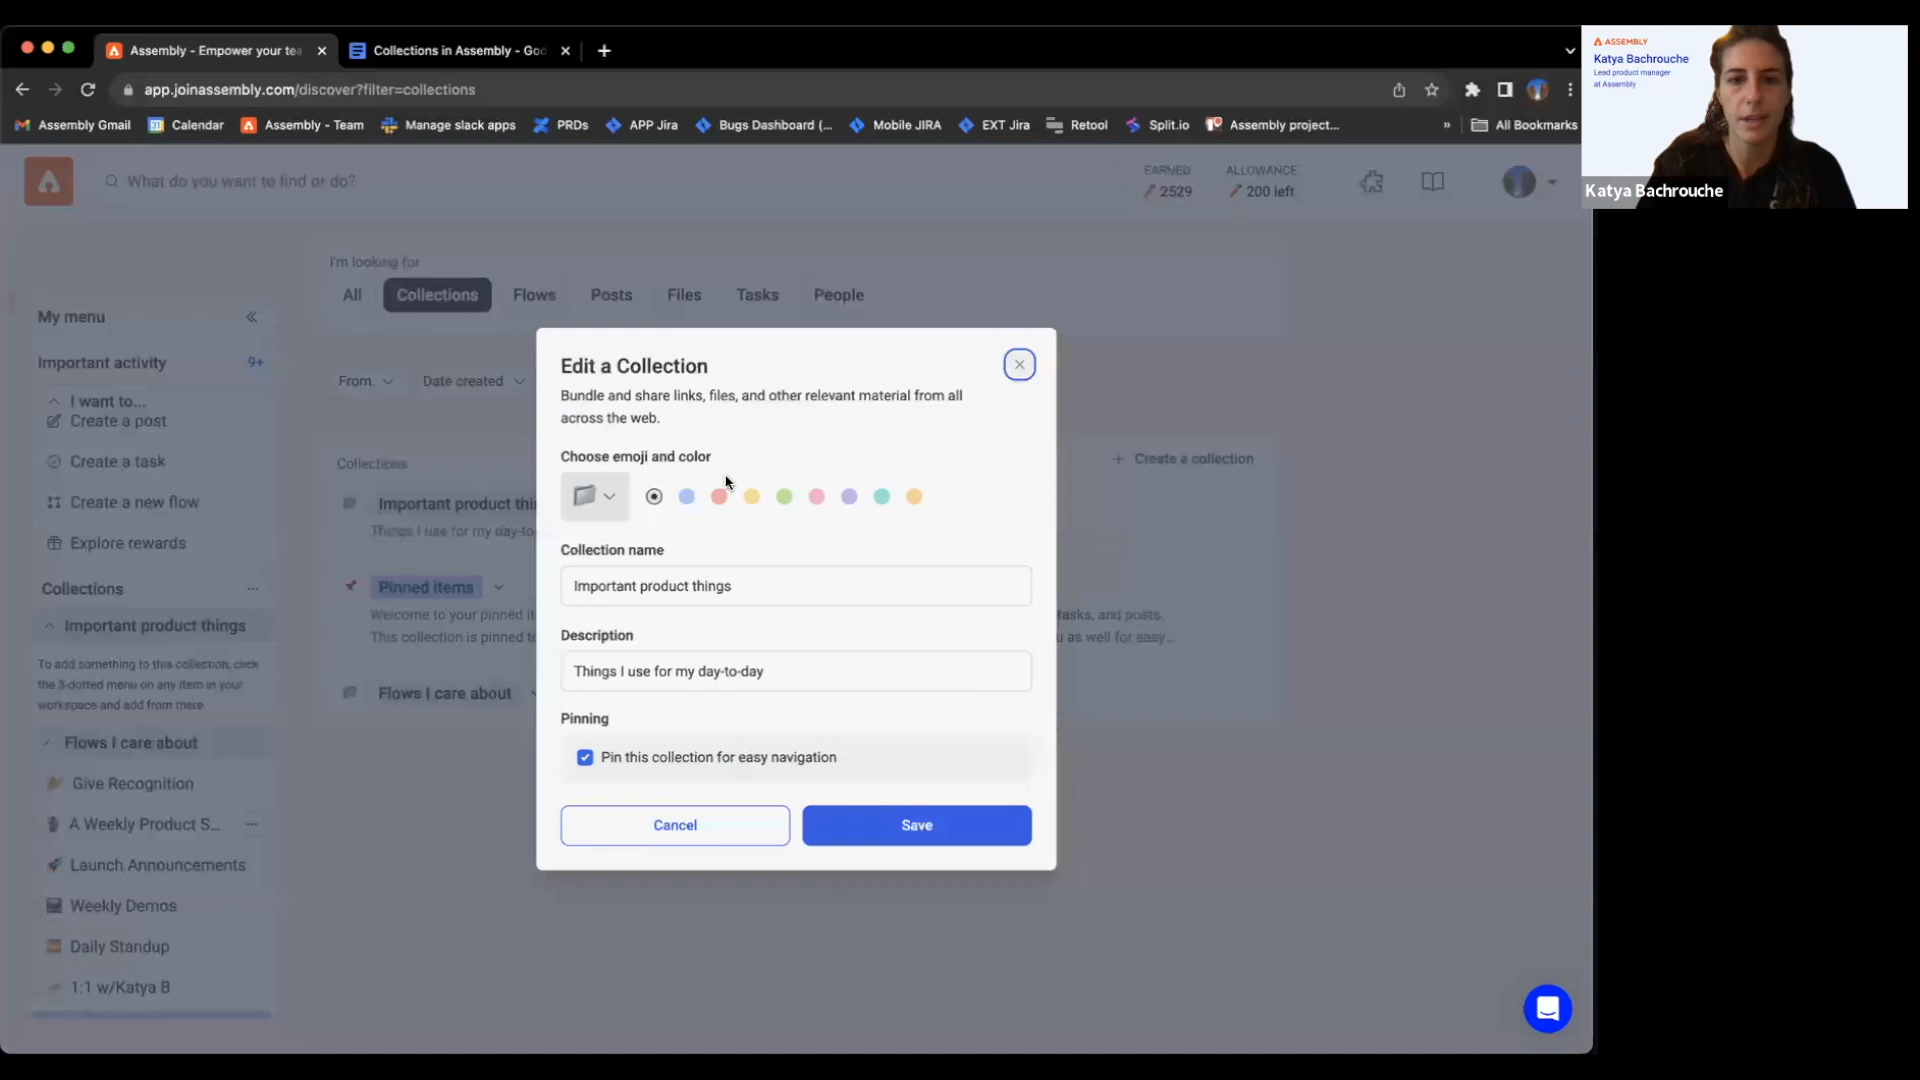 Assembly - Empower your tea
Collections in Assembly - Goo
app.joinassembly.com/discover?filter=collections
Assembly Gmail
Calendar
Assembly - Team
Manage slack apps
PRDs
APP Jira
Bugs Dashboard (...
Mobile JIRA
EXT Jira
Retool
Split.io
Assembly project...
»
All Bookmarks
ASSEMBLY
Katya Bachrouche
Lead product manager
at Assembly
Katya Bachrouche
What do you want to find or do?
EARNED
2529
ALLOWANCE
200 left
I'm looking for
All
Collections
Flows
Posts
Files
Tasks
People
My menu
Important activity
9+
I want to...
Create a post
Create a task
Create a new flow
Explore rewards
Collections
Important product things
To add something to this collection, click
the 3-dotted menu on any item in your
workspace and add from there.
Flows I care about
Give Recognition
A Weekly Product S...
Launch Announcements
Weekly Demos
Daily Standup
1:1 w/Katya B
From
Date created
Collections
+ Create a collection
Important product thi
Things I use for my day-to-
Pinned items
Welcome to your pinned it
tasks, and posts.
This collection is pinned t
u as well for easy...
Flows I care about
Edit a Collection
Bundle and share links, files, and other relevant material from all
across the web.
Choose emoji and color
Collection name
Important product things
Description
Things I use for my day-to-day
Pinning
Pin this collection for easy navigation
Cancel
Save